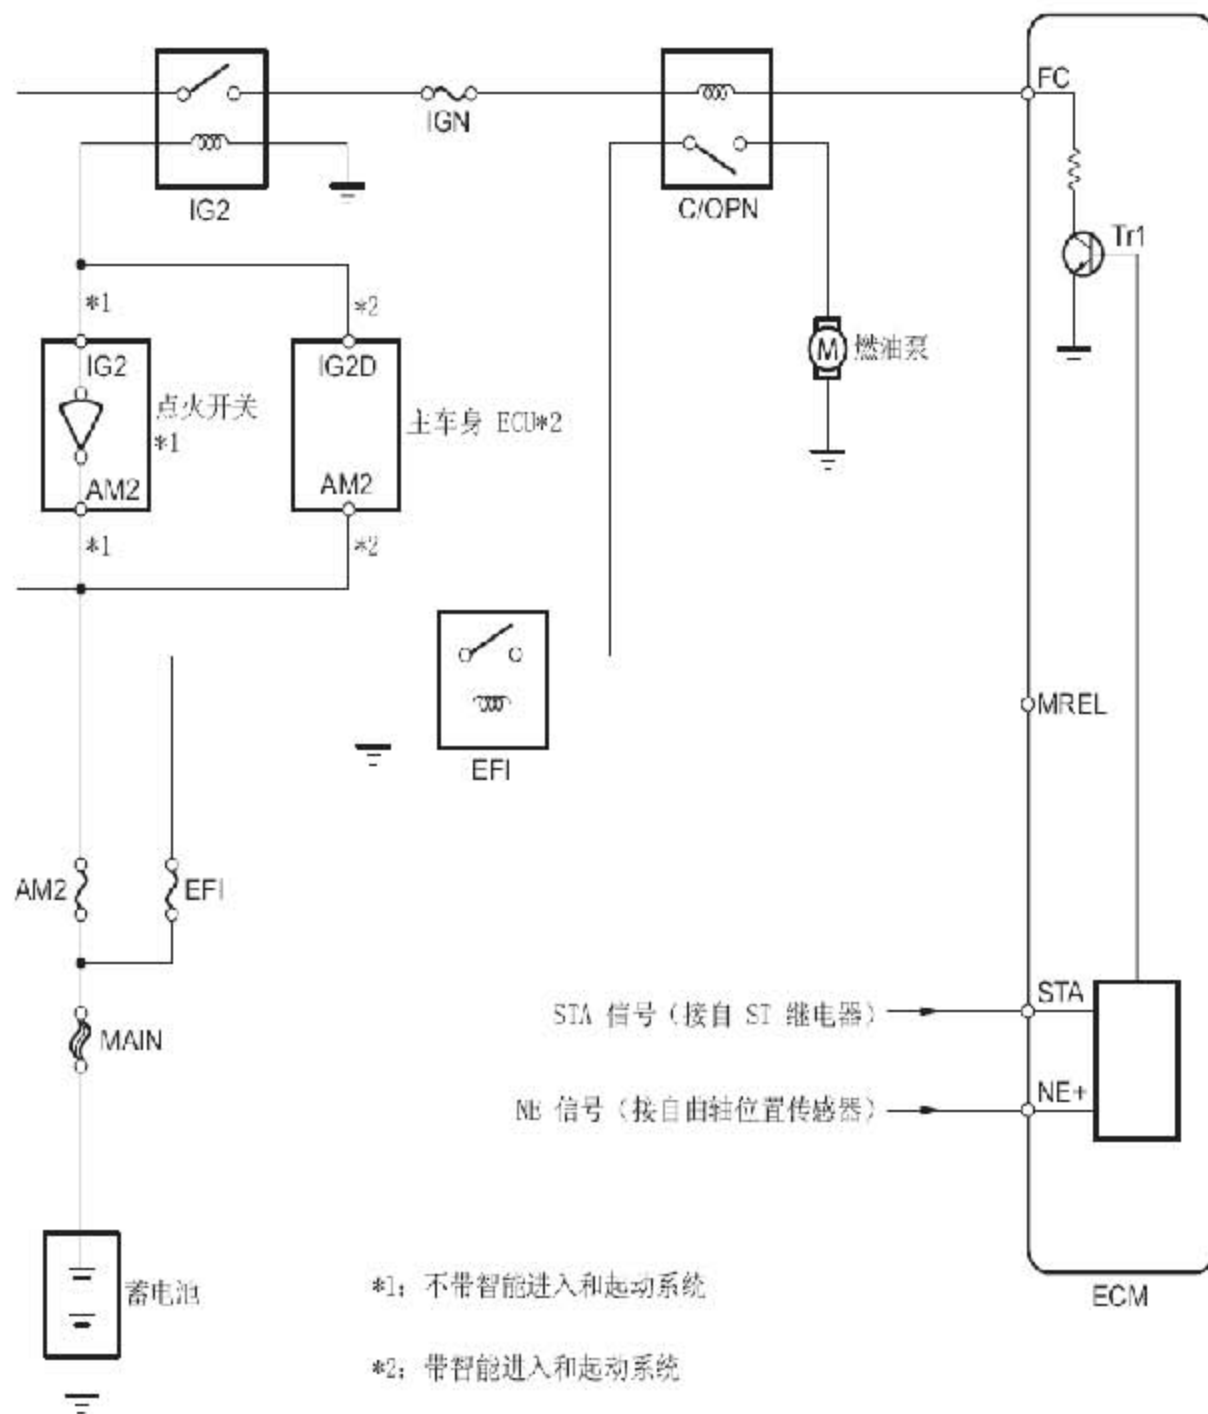 FC
IGN
IG2
C/OPN
Tr1
*1
*2
IG2
IG2D
M
燃油泵
点火开关
*1
主车身 ECU*2
AM2
AM2
*1
*2
MREL
EFI
AM2
EFI
STA
STA 信号（接自 ST 继电器）
MAIN
NE+
NE 信号（接自曲轴位置传感器）
蓄电池
*1：不带智能进入和起动系统
ECM
*2：带智能进入和起动系统